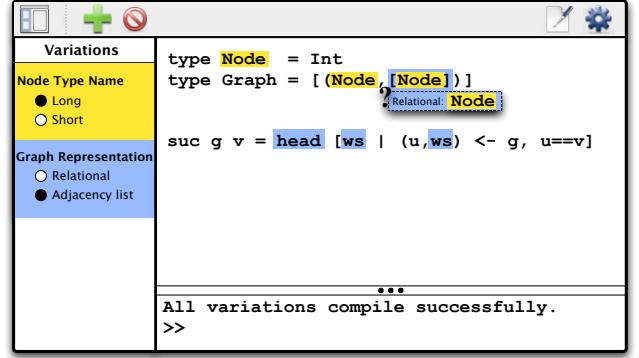 Variations
Node Type Name
Long
Short
Graph Representation
Relational
Adjacency list
type Node = Int
type Graph = [(Node,[Node])]
? Relational: Node
suc g v = head [ws | (u,ws) <- g, u==v]
All variations compile successfully.
>>